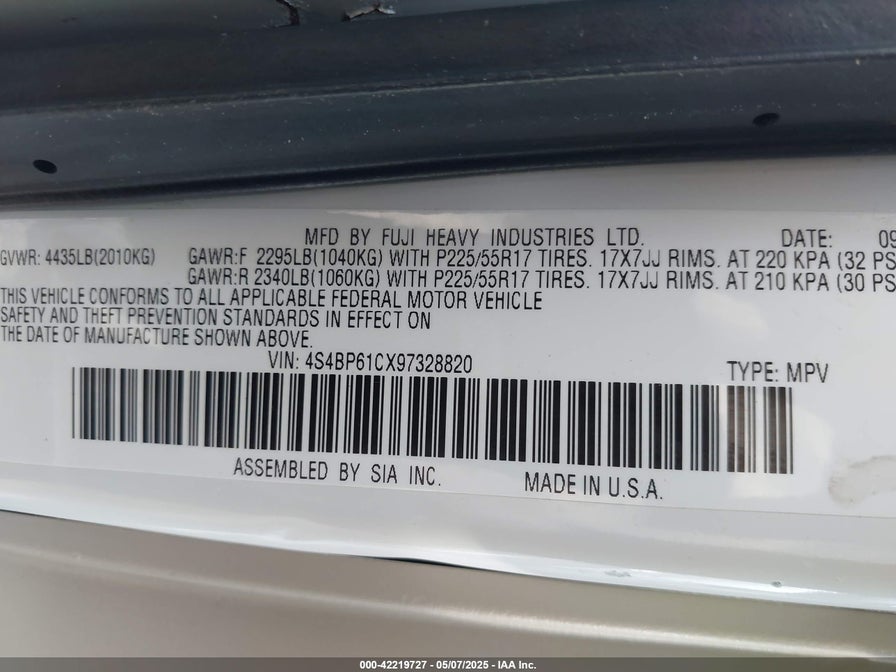 MFD BY FUJI HEAVY INDUSTRIES LTD. DATE: 09
GVWR: 4435LB(2010KG) GAWR:F 2295LB(1040KG) WITH P225/55R17 TIRES. 17X7JJ RIMS. AT 220 KPA (32 PS
GAWR:R 2340LB(1060KG) WITH P225/55R17 TIRES. 17X7JJ RIMS. AT 210 KPA (30 PS
THIS VEHICLE CONFORMS TO ALL APPLICABLE FEDERAL MOTOR VEHICLE
SAFETY AND THEFT PREVENTION STANDARDS IN EFFECT ON
THE DATE OF MANUFACTURE SHOWN ABOVE.
VIN: 4S4BP61CX97328820 TYPE: MPV
ASSEMBLED BY SIA INC. MADE IN U.S.A.
000-42219727 - 05/07/2025 - IAA Inc.